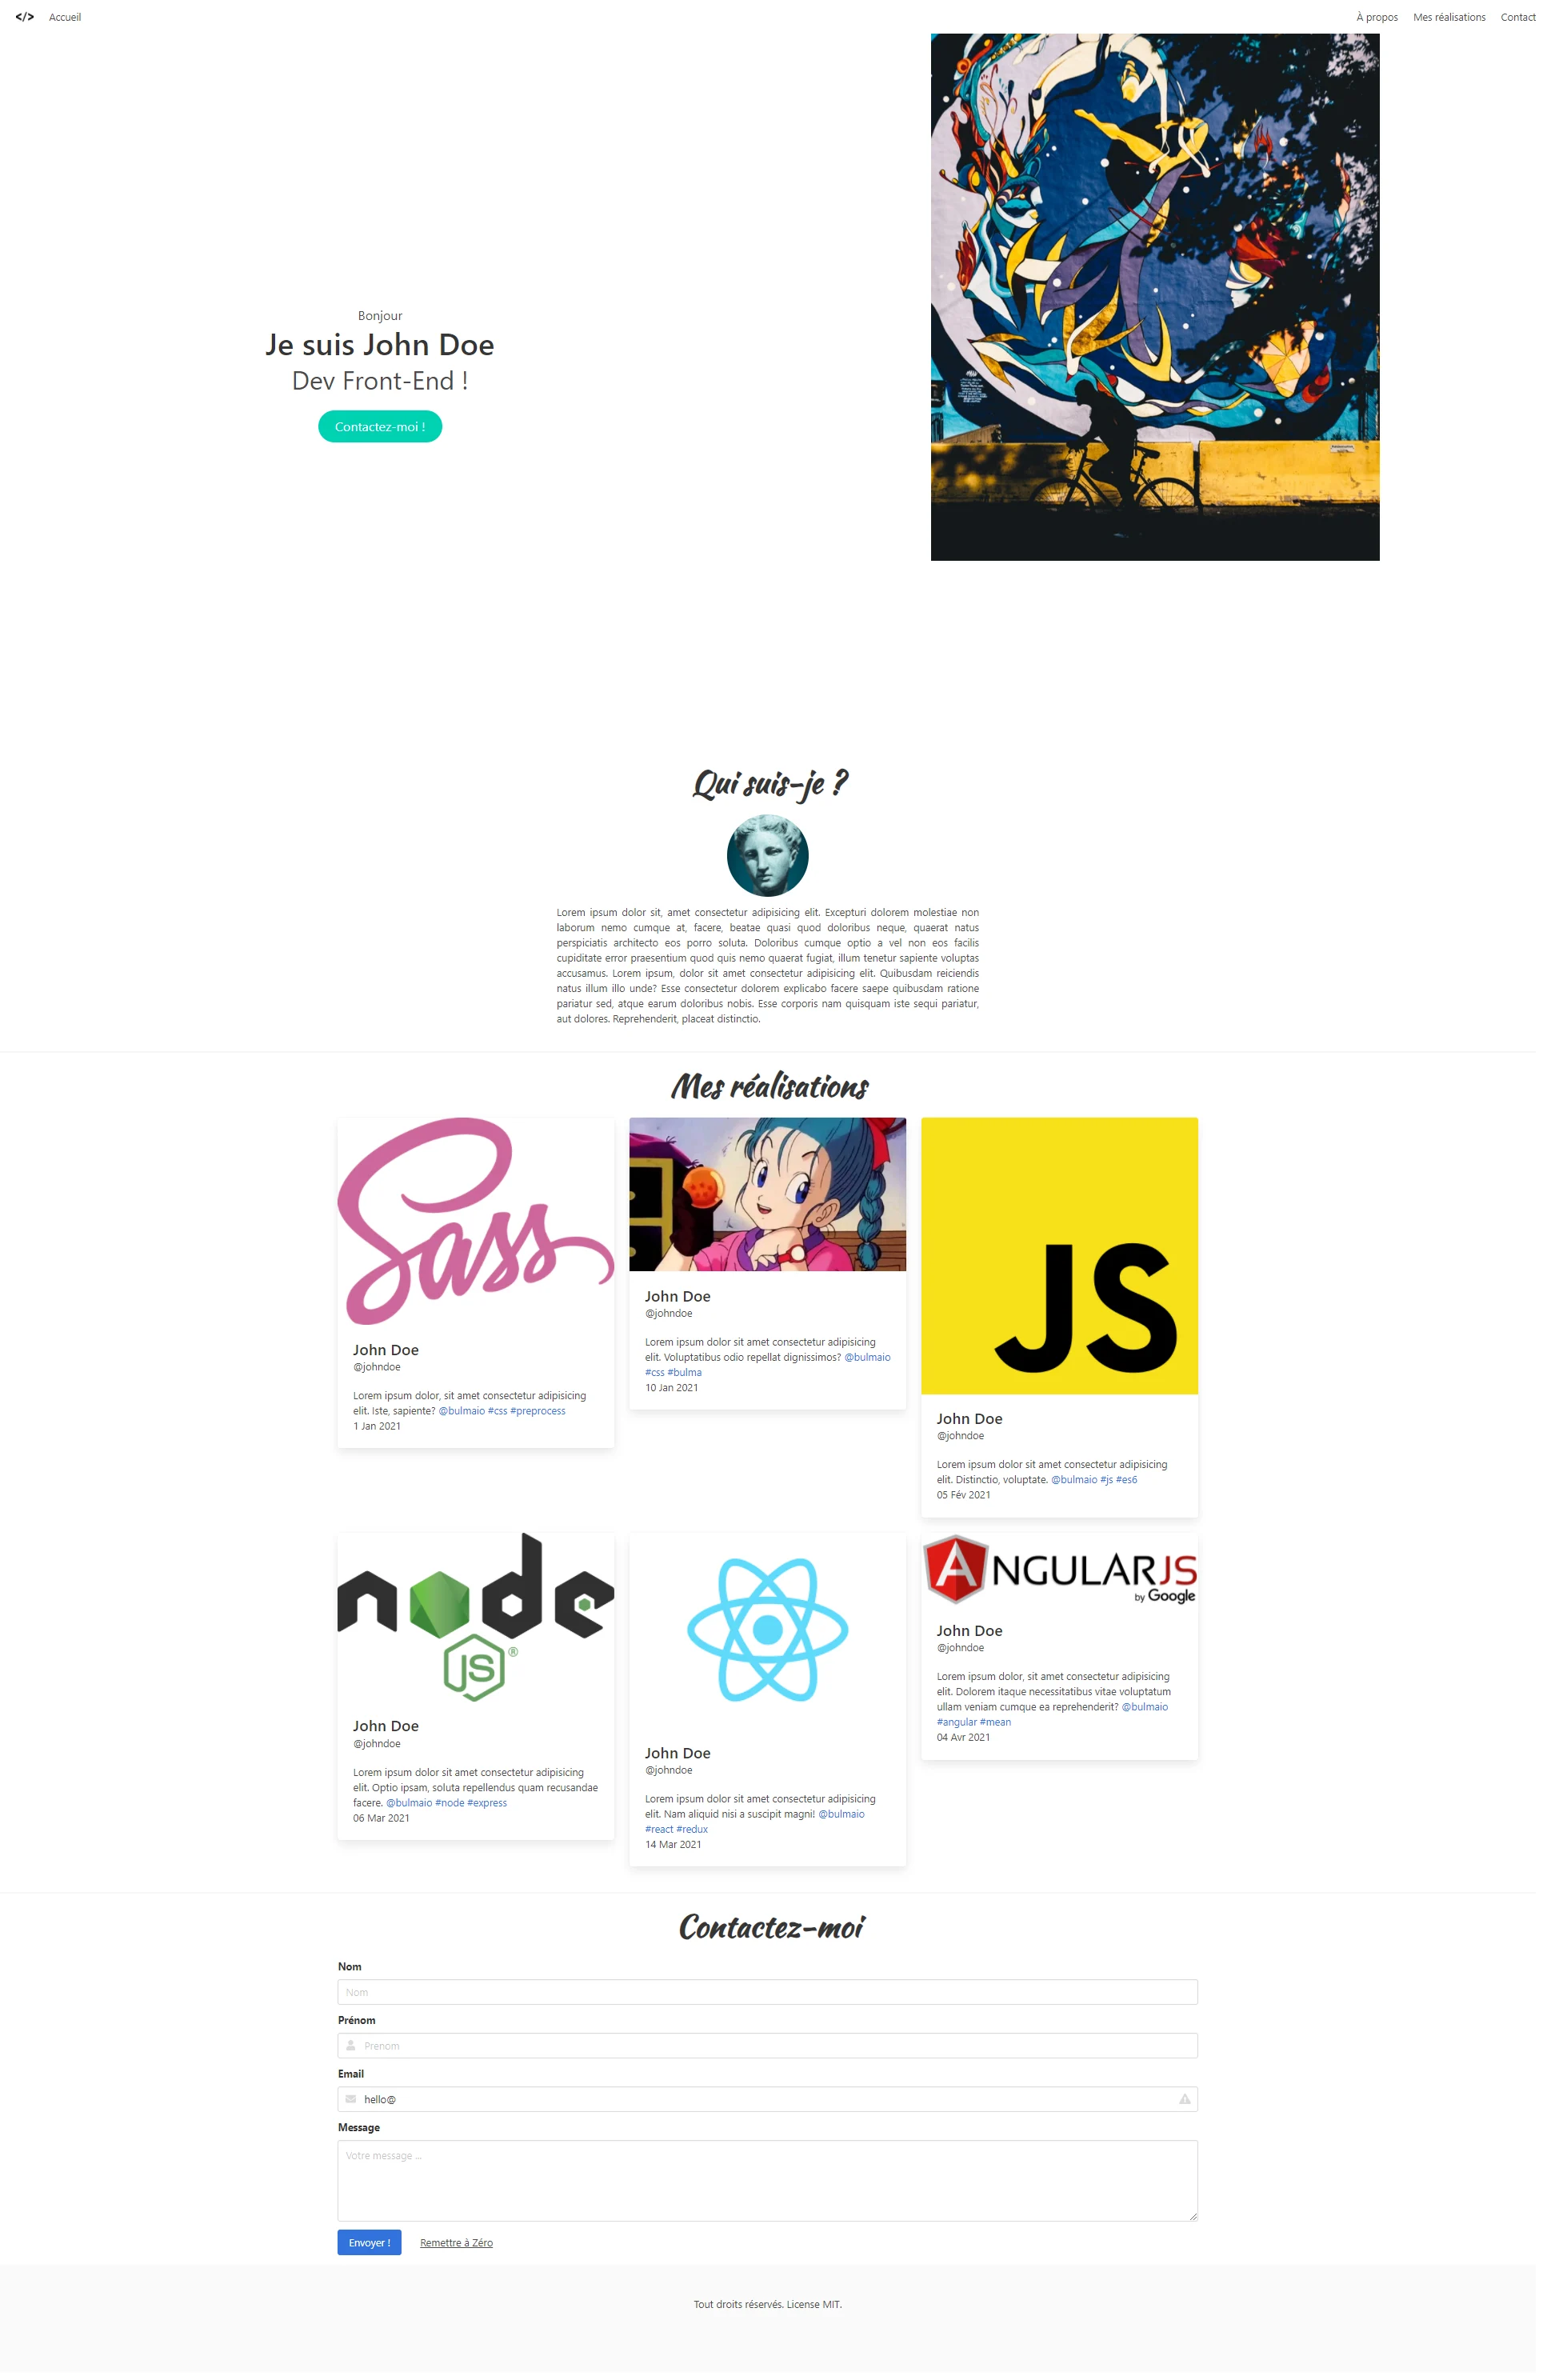 </> Accueil À propos Mes réalisations Contact
Bonjour
Je suis John Doe
Dev Front-End !
Contactez-moi !
Qui suis-je ?
Lorem ipsum dolor sit, amet consectetur adipisicing elit. Excepturi dolorem molestiae non
laborum nemo cumque at, facere, beatae quasi quod doloribus neque, quaerat natus
perspiciatis architecto eos porro soluta. Doloribus cumque optio a vel non eos facilis
cupiditate error praesentium quod quis nemo quaerat fugiat, illum tenetur sapiente voluptas
accusamus. Lorem ipsum, dolor sit amet consectetur adipisicing elit. Quibusdam reiciendis
natus illum illo unde? Esse consectetur dolorem explicabo facere saepe quibusdam ratione
pariatur sed, atque earum doloribus nobis. Esse corporis nam quisquam iste sequi pariatur,
aut dolores. Reprehenderit, placeat distinctio.
Mes réalisations
Sass
John Doe
@johndoe
Lorem ipsum dolor, sit amet consectetur adipisicing
elit. Iste, sapiente? @bulmaio #css #preprocess
1 Jan 2021
John Doe
@johndoe
Lorem ipsum dolor sit amet consectetur adipisicing
elit. Voluptatibus odio repellat dignissimos? @bulmaio
#css #bulma
10 Jan 2021
JS
John Doe
@johndoe
Lorem ipsum dolor sit amet consectetur adipisicing
elit. Distinctio, voluptate. @bulmaio #js #es6
05 Fév 2021
node
JS®
John Doe
@johndoe
Lorem ipsum dolor sit amet consectetur adipisicing
elit. Optio ipsam, soluta repellendus quam recusandae
facere. @bulmaio #node #express
06 Mar 2021
John Doe
@johndoe
Lorem ipsum dolor sit amet consectetur adipisicing
elit. Nam aliquid nisi a suscipit magni! @bulmaio
#react #redux
14 Mar 2021
ANGULARJS
by Google
John Doe
@johndoe
Lorem ipsum dolor, sit amet consectetur adipisicing
elit. Dolorem itaque necessitatibus vitae voluptatum
ullam veniam cumque ea reprehenderit? @bulmaio
#angular #mean
04 Avr 2021
Contactez-moi
Nom
Nom
Prénom
Prenom
Email
hello@
Message
Votre message ...
Envoyer ! Remettre à Zéro
Tout droits réservés. License MIT.